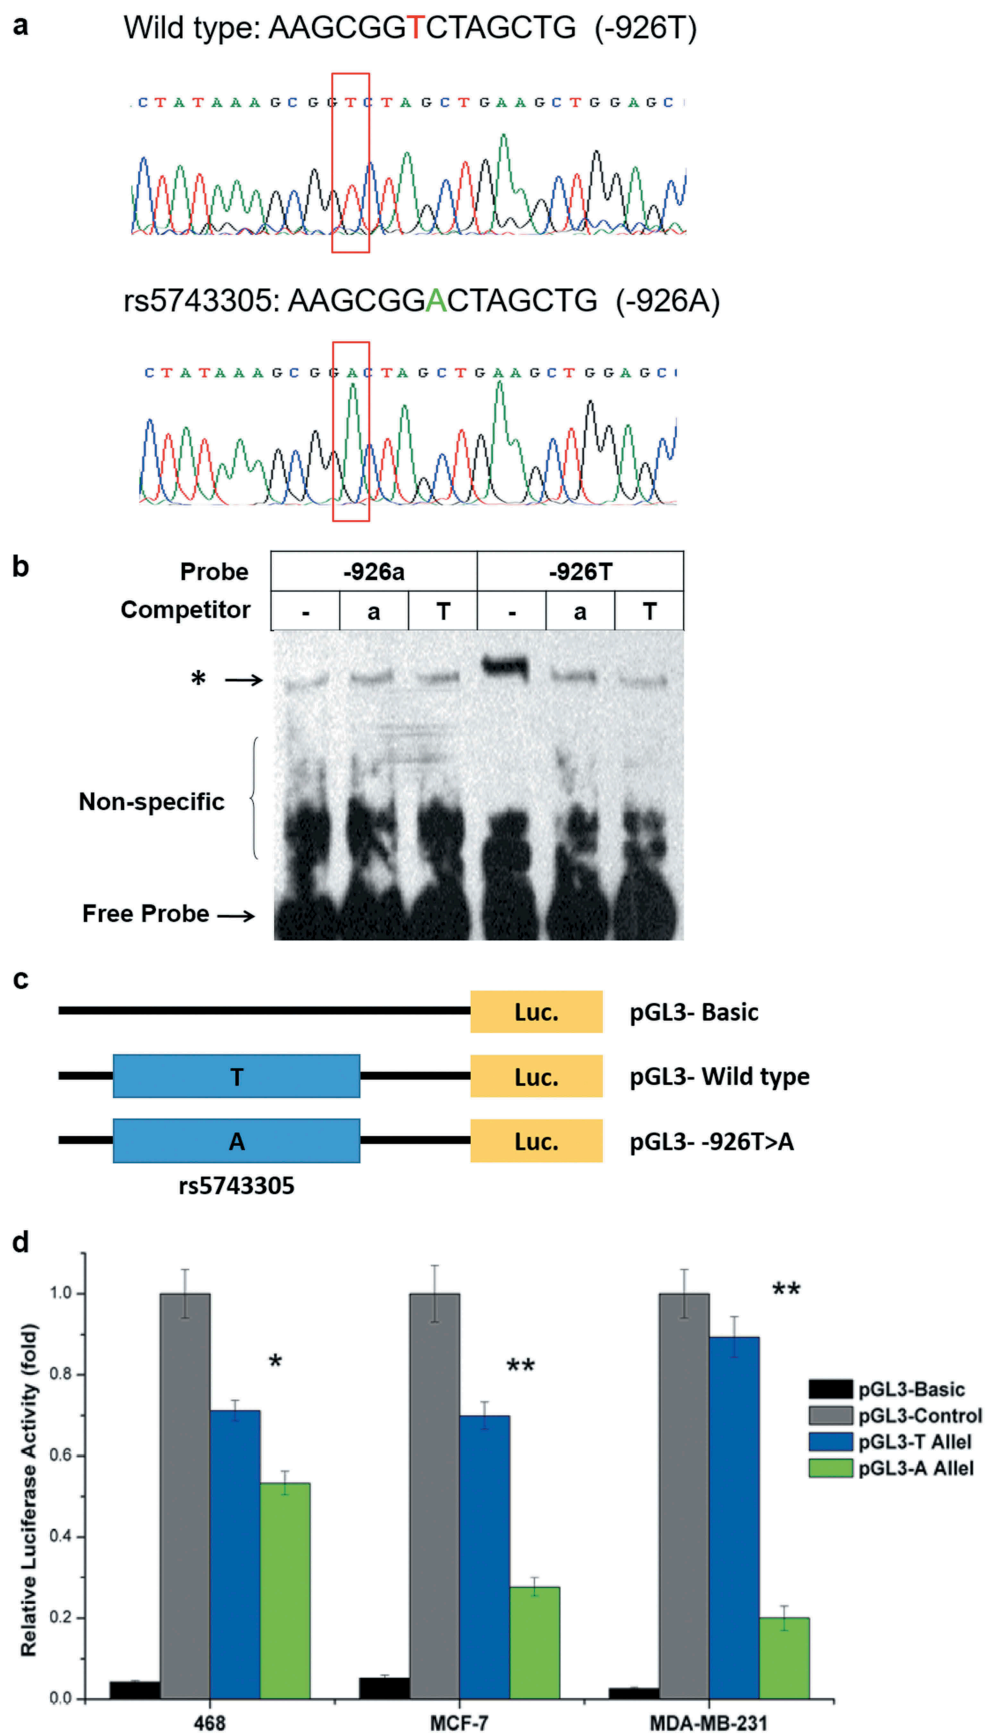 a
Wild type: AAGCGGTCTAGCTG (-926T)
C T A T A A A G C G G T C T A G C T G A A G C T G G A G C
rs5743305: AAGCGGACTAGCTG (-926A)
C T A T A A A G C G G A C T A G C T G A A G C T G G A G C
b
Probe -926a -926T
Competitor - a T - a T
*
Non-specific
Free Probe
c
Luc. pGL3- Basic
T Luc. pGL3- Wild type
A Luc. pGL3- -926T>A
rs5743305
d
Relative Luciferase Activity (fold)
1.0
0.8
0.6
0.4
0.2
0.0
*
**
**
pGL3-Basic
pGL3-Control
pGL3-T Allel
pGL3-A Allel
468 MCF-7 MDA-MB-231